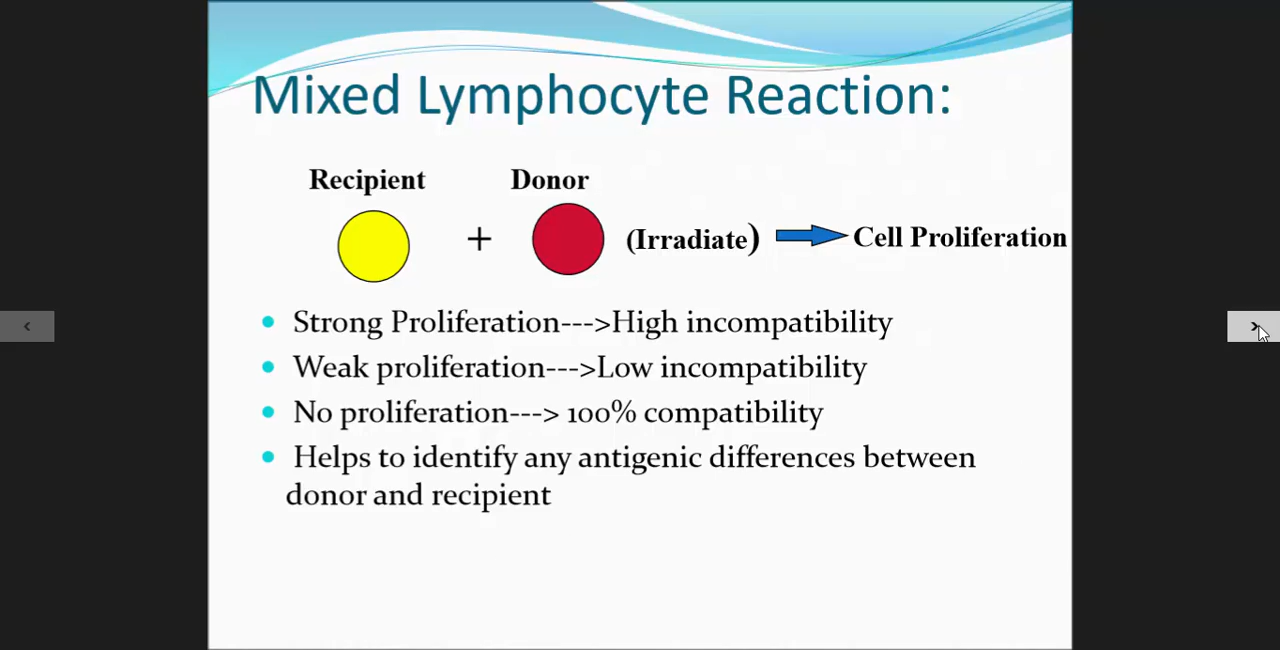 Mixed Lymphocyte Reaction:
Recipient Donor
+ (Irradiate) Cell Proliferation
• Strong Proliferation--->High incompatibility
• Weak proliferation--->Low incompatibility
• No proliferation---> 100% compatibility
• Helps to identify any antigenic differences between
donor and recipient